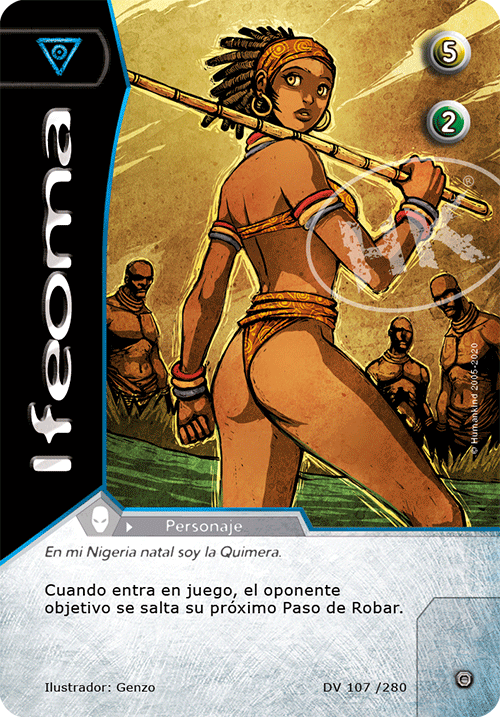 5
2
Ifeoma
HK®
© HumanKind 2005-2020
Personaje
En mi Nigeria natal soy la Quimera.
Cuando entra en juego, el oponente
objetivo se salta su próximo Paso de Robar.
Ilustrador: Genzo
DV 107 /280